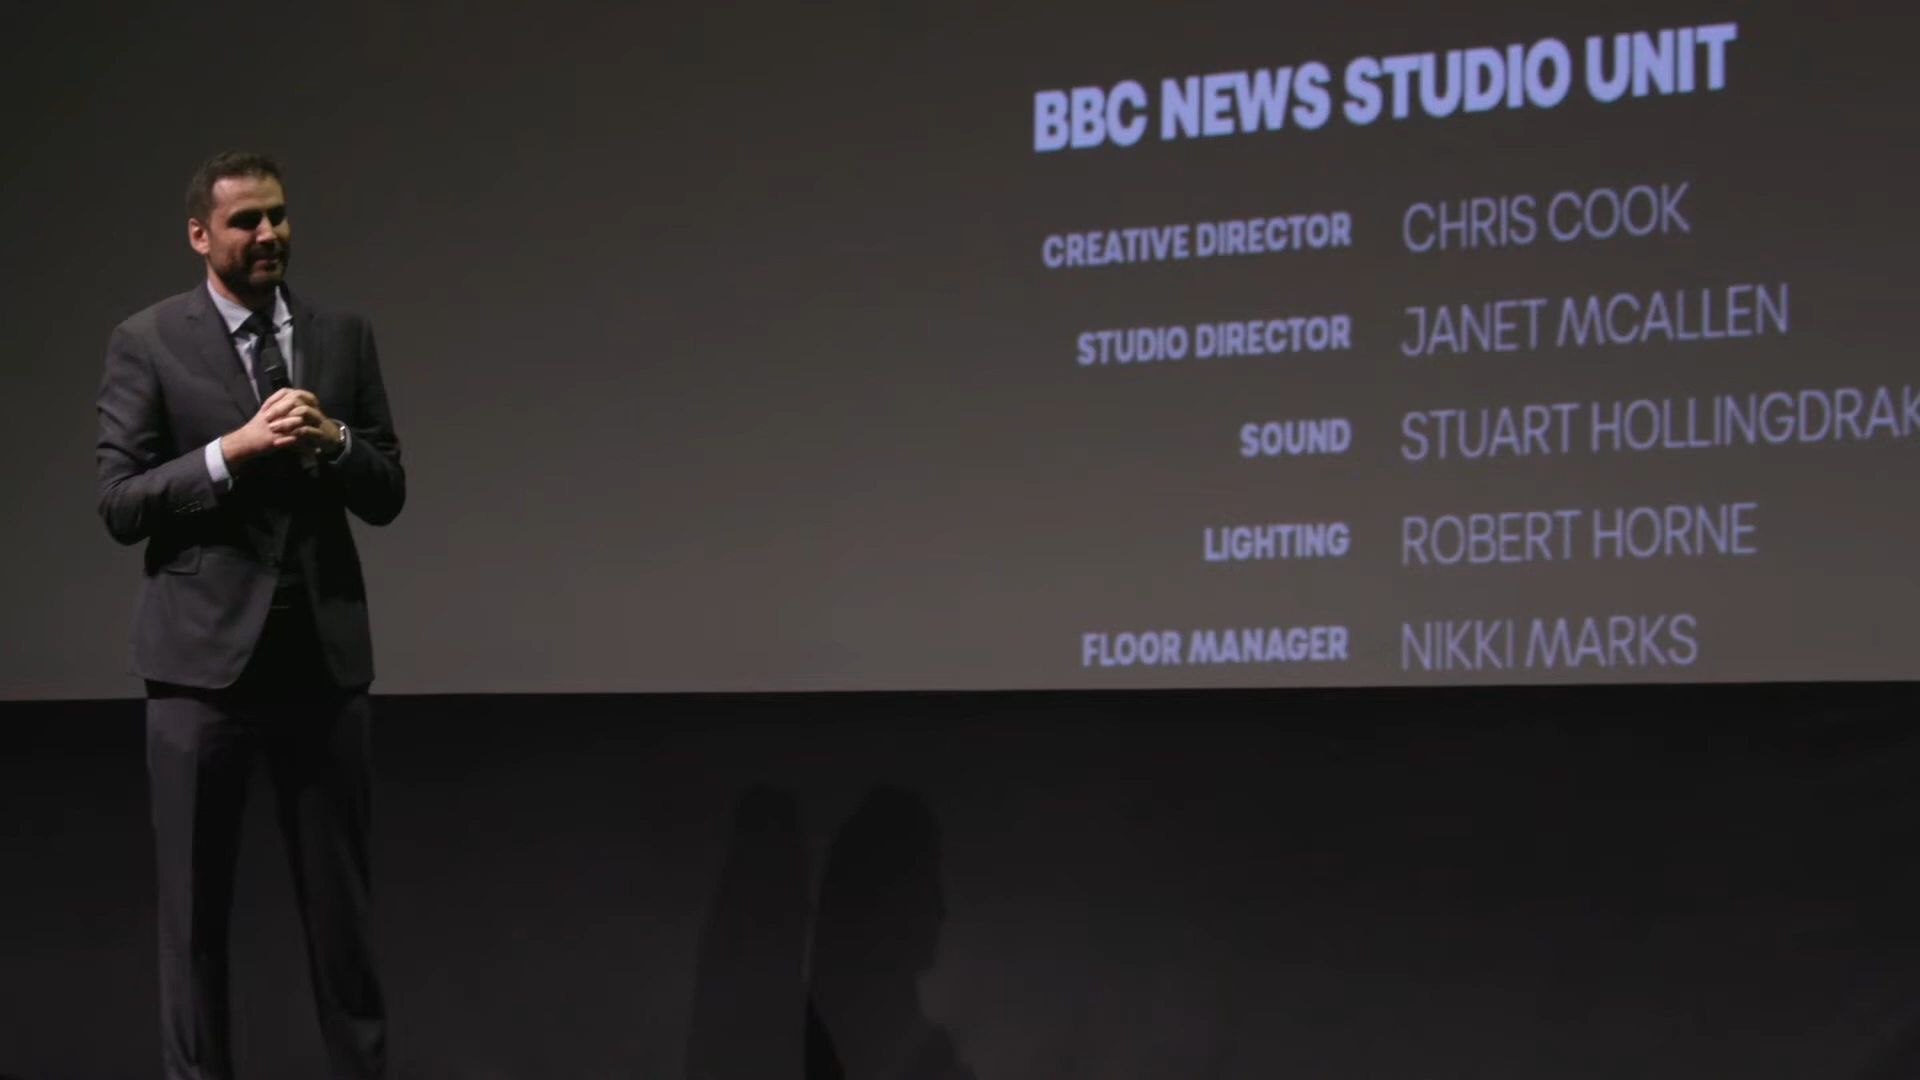 BBC NEWS STUDIO UNIT
CREATIVE DIRECTOR CHRIS COOK
STUDIO DIRECTOR JANET MCALLEN
SOUND STUART HOLLINGDRAK
LIGHTING ROBERT HORNE
FLOOR MANAGER NIKKI MARKS